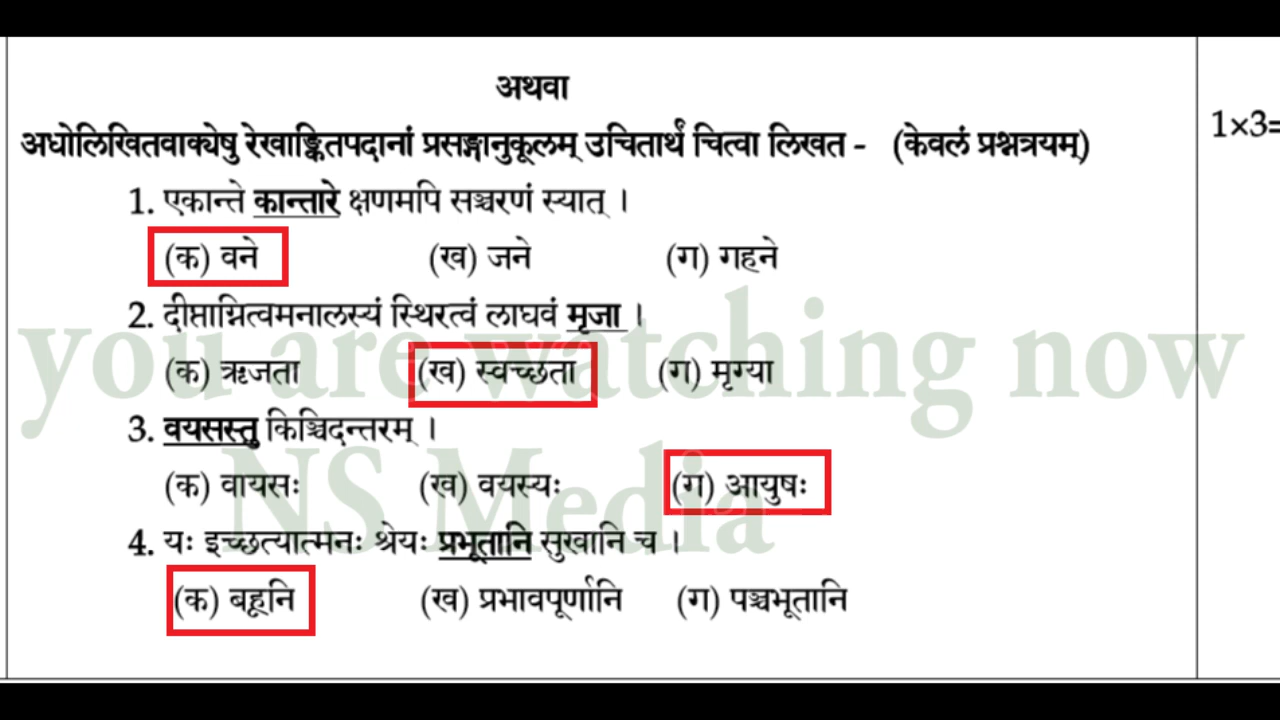 अथवा
अधोलिखितवाक्येषु रेखाङ्कितपदानां प्रसङ्गानुकूलम् उचितार्थं चित्वा लिखत - (केवलं प्रश्नत्रयम्) 1×3=
1. एकान्ते कान्तारे क्षणमपि सञ्चरणं स्यात् ।
(क) वने (ख) जने (ग) गहने
2. दीप्ताग्नित्वमनालस्यं स्थिरत्वं लाघवं मृजा ।
(क) ऋजता (ख) स्वच्छता (ग) मृग्या
3. वयसस्तु किञ्चिदन्तरम् ।
(क) वायसः (ख) वयस्यः (ग) आयुषः
4. यः इच्छत्यात्मनः श्रेयः प्रभूतानि सुखानि च ।
(क) बहूनि (ख) प्रभावपूर्णानि (ग) पञ्चभूतानि
you are watching now
NS Media